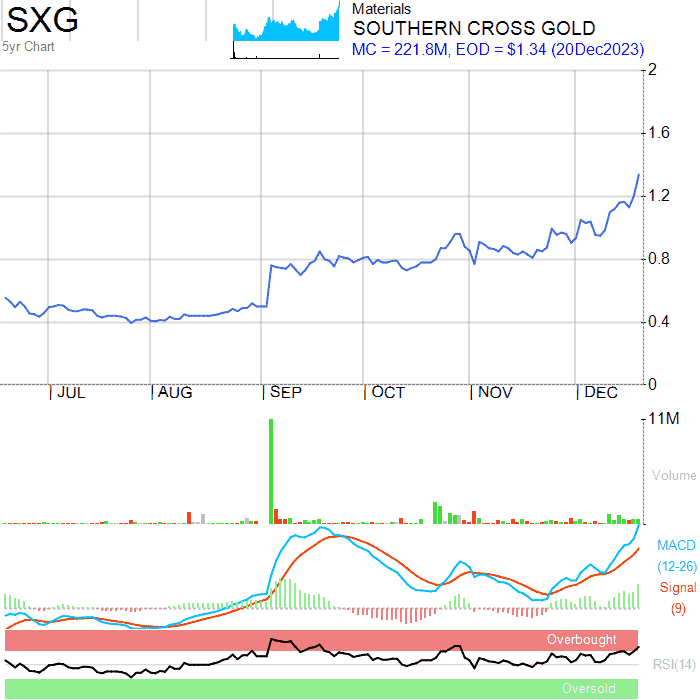 SXG
5yr Chart
Materials
SOUTHERN CROSS GOLD
MC = 221.8M, EOD = $1.34 (20Dec2023)
2
1.6
1.2
0.8
0.4
0
JUL AUG SEP OCT NOV DEC
11M
Volume
MACD
(12-26)
Signal
(9)
Overbought
RSI(14)
Oversold